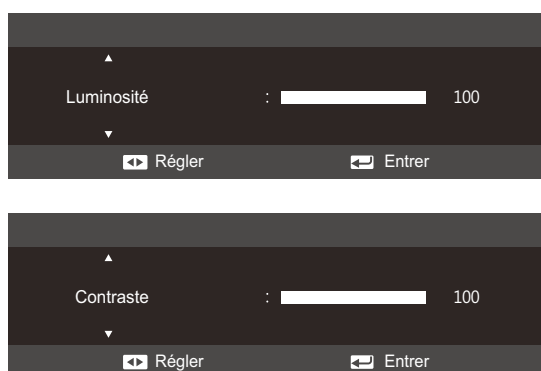 Luminosité : 100
Régler Entrer
Contraste : 100
Régler Entrer